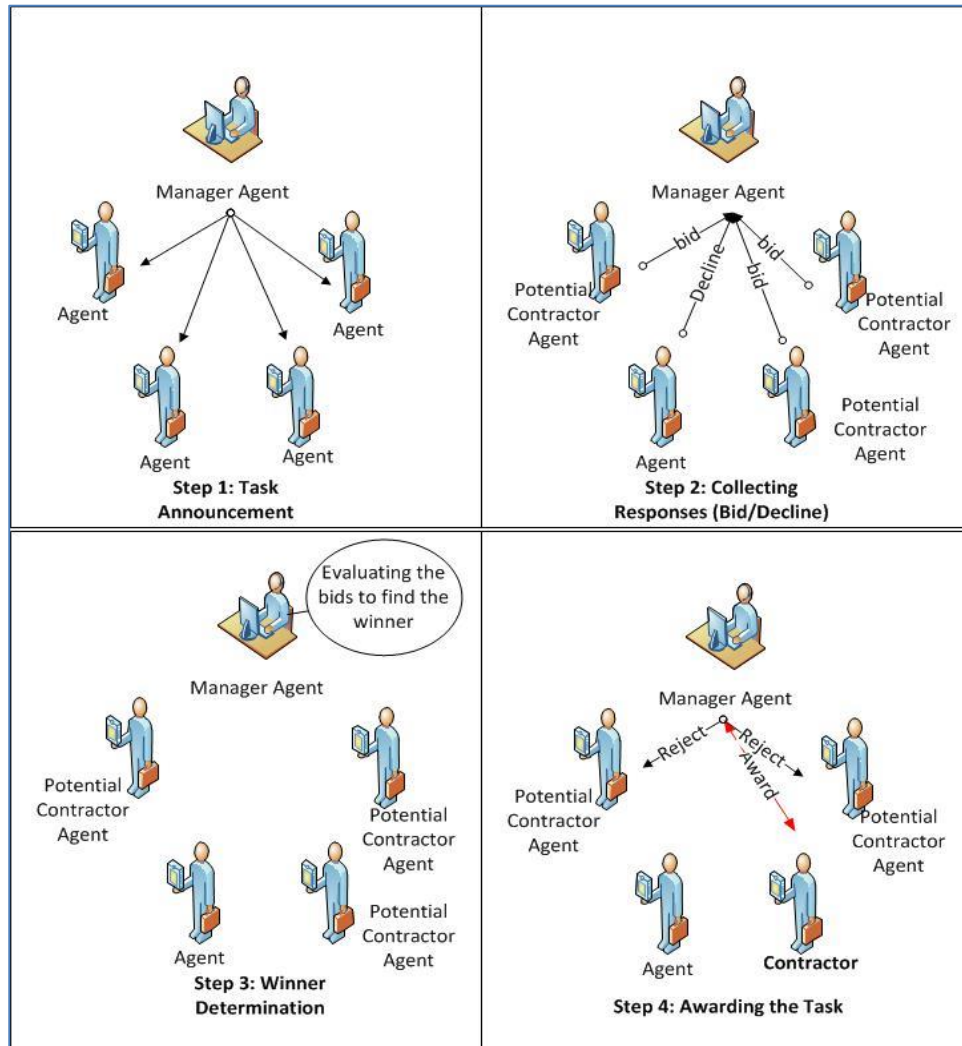 Manager Agent
Agent
Agent
Agent
Agent
Step 1: Task
Announcement
Manager Agent
bid
Decline
bid
bid
Potential
Contractor
Agent
Potential
Contractor
Agent
Agent
Potential
Contractor
Agent
Step 2: Collecting
Responses (Bid/Decline)
Evaluating the
bids to find the
winner
Manager Agent
Potential
Contractor
Agent
Potential
Contractor
Agent
Agent
Potential
Contractor
Agent
Step 3: Winner
Determination
Manager Agent
Reject
Reject
Award
Potential
Contractor
Agent
Potential
Contractor
Agent
Agent
Contractor
Step 4: Awarding the Task